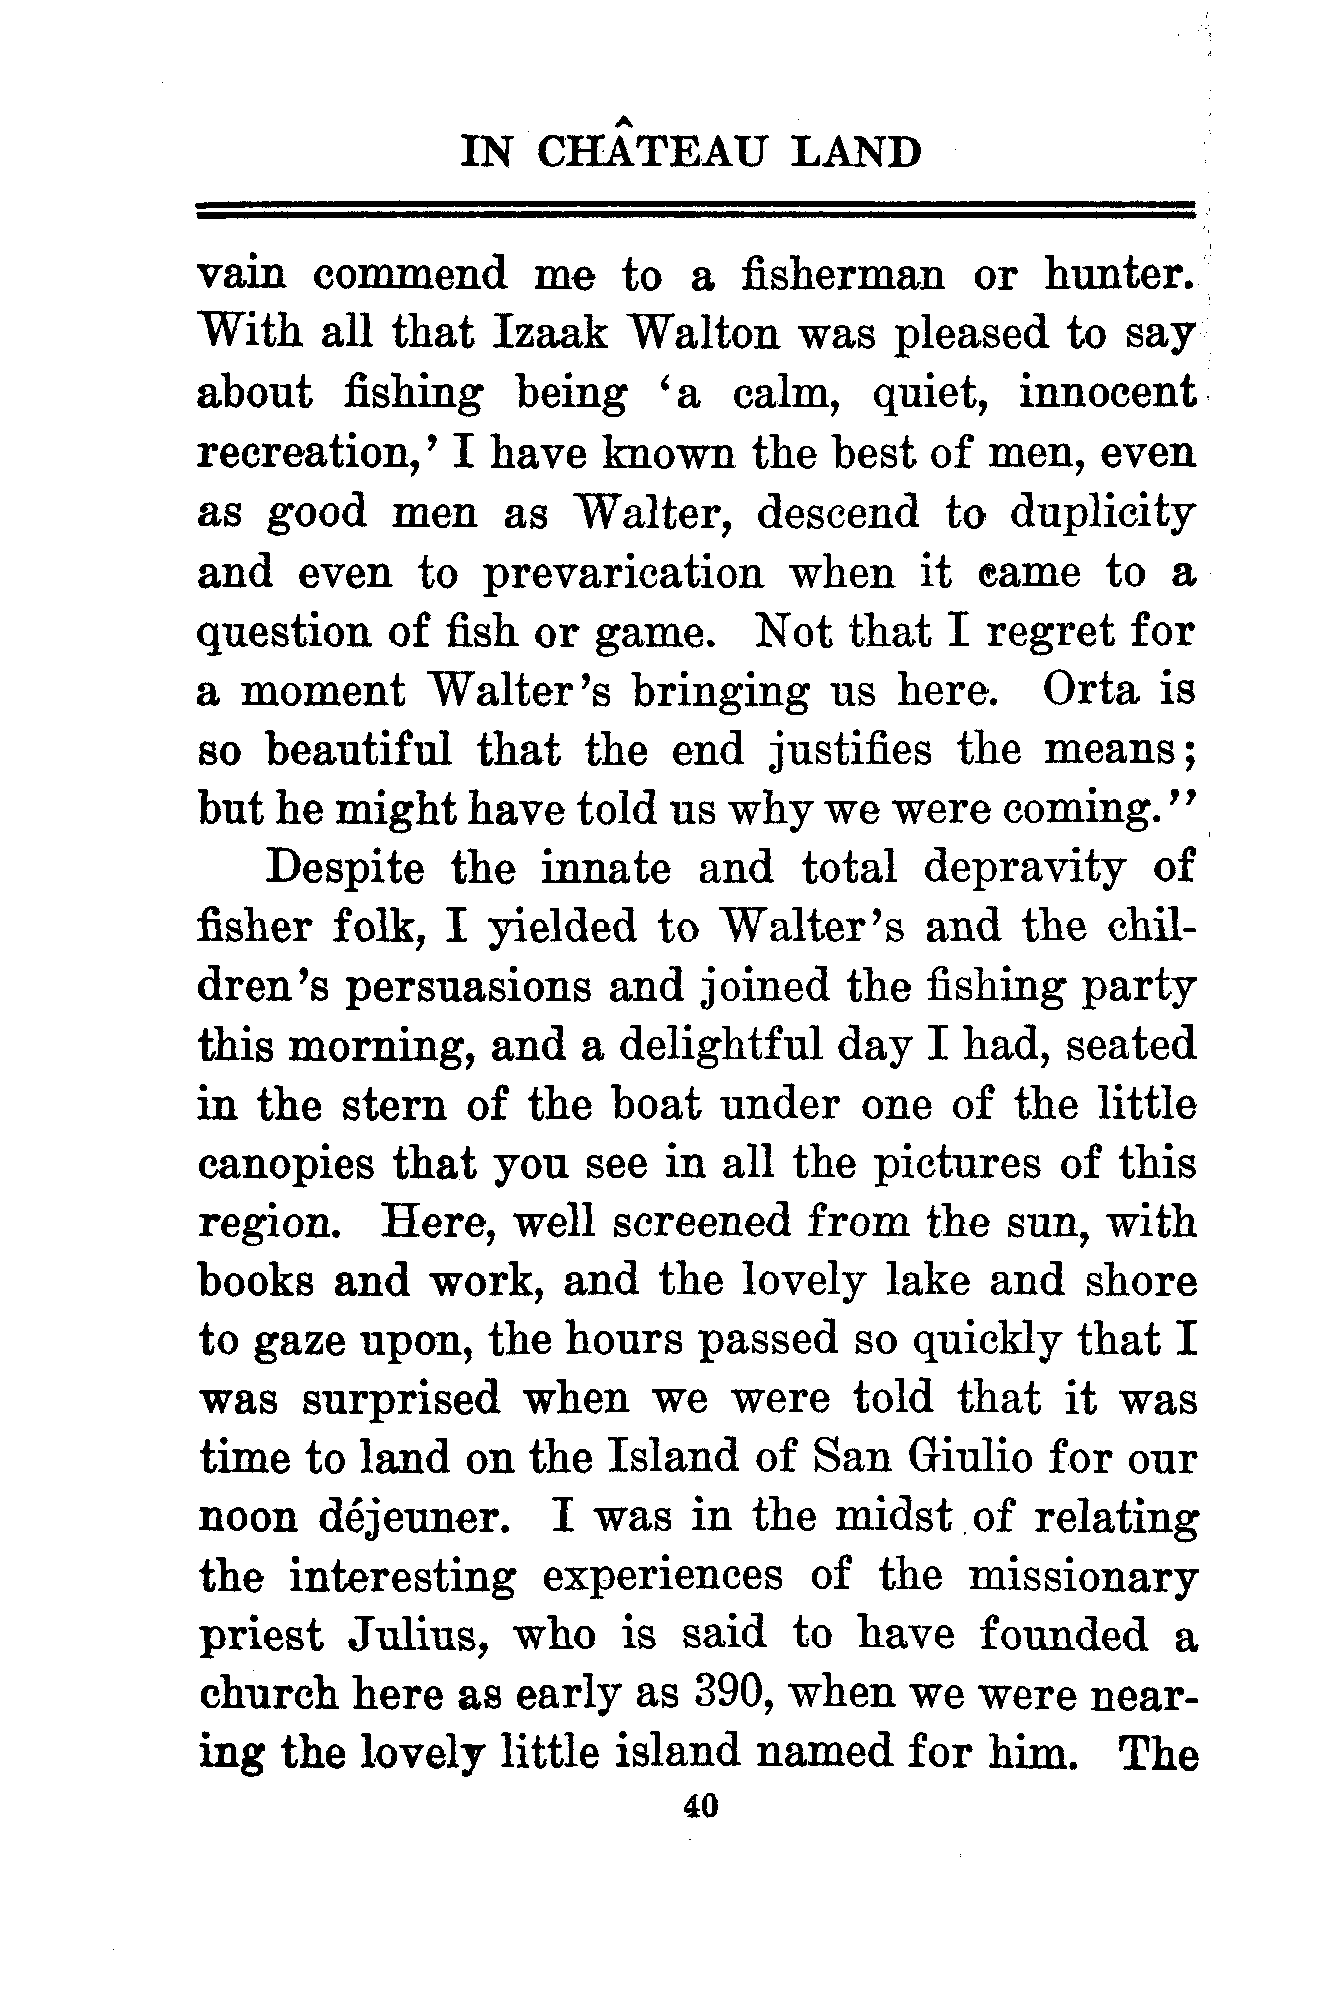 IN CHÂTEAU LAND
vain commend me to a fisherman or hunter.
With all that Izaak Walton was pleased to say
about fishing being ‘a calm, quiet, innocent
recreation,’ I have known the best of men, even
as good men as Walter, descend to duplicity
and even to prevarication when it came to a
question of fish or game. Not that I regret for
a moment Walter’s bringing us here. Orta is
so beautiful that the end justifies the means;
but he might have told us why we were coming.”
Despite the innate and total depravity of
fisher folk, I yielded to Walter’s and the chil-
dren’s persuasions and joined the fishing party
this morning, and a delightful day I had, seated
in the stern of the boat under one of the little
canopies that you see in all the pictures of this
region. Here, well screened from the sun, with
books and work, and the lovely lake and shore
to gaze upon, the hours passed so quickly that I
was surprised when we were told that it was
time to land on the Island of San Giulio for our
noon déjeuner. I was in the midst of relating
the interesting experiences of the missionary
priest Julius, who is said to have founded a
church here as early as 390, when we were near-
ing the lovely little island named for him. The
40